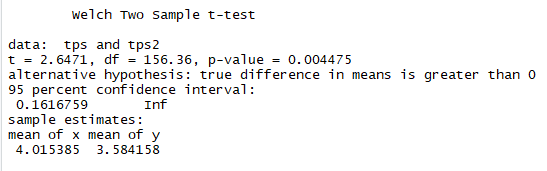 Welch Two Sample t-test
data: tps and tps2
t = 2.6471, df = 156.36, p-value = 0.004475
alternative hypothesis: true difference in means is greater than 0
95 percent confidence interval:
0.1616759 Inf
sample estimates:
mean of x mean of y
4.015385 3.584158